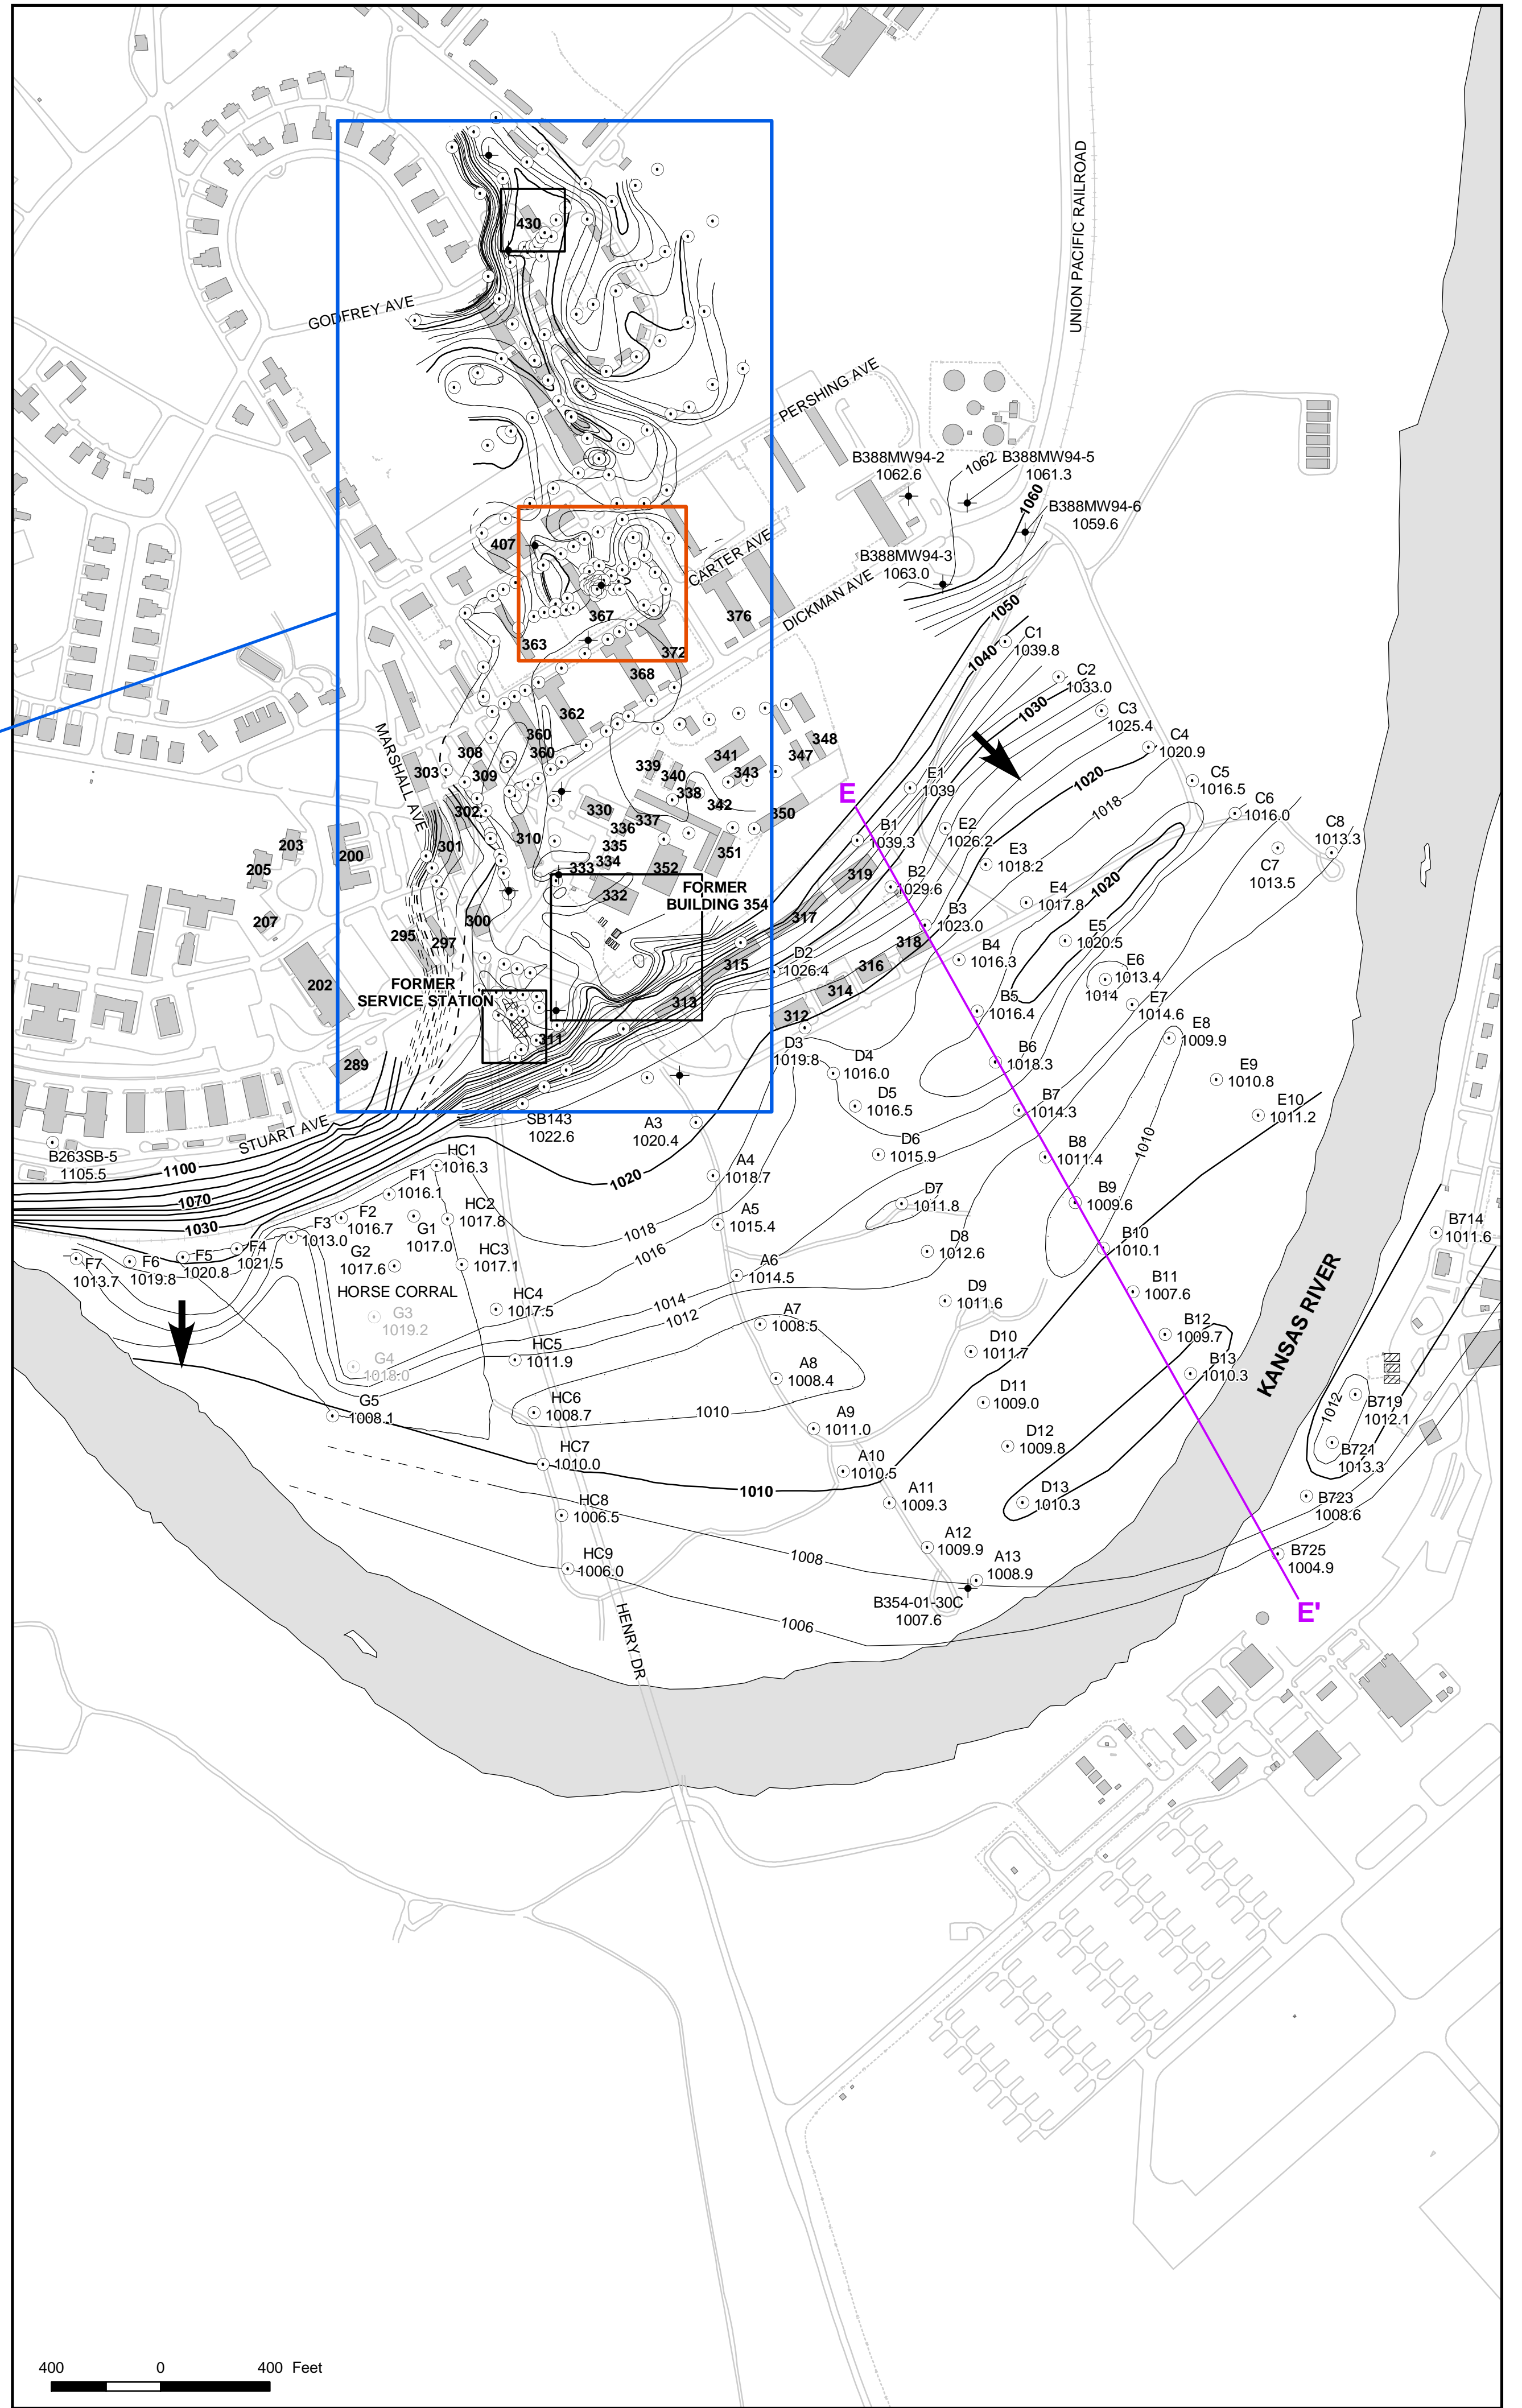 UNION PACIFIC RAILROAD
430
GODFREY AVE
PERSHING AVE
B388MW94-2
1062.6
1062
B388MW94-5
1061.3
1060
B388MW94-6
1059.6
B388MW94-3
1063.0
407
CARTER AVE
DICKMAN AVE
367
376
363
372
368
1050
C1
1039.8
1040
C2
1033.0
1030
C3
1025.4
C4
1020.9
1020
C5
1016.5
C6
1016.0
C8
1013.3
C7
1013.5
1018
362
360
360
348
347
341
343
339
340
338
342
350
MARSHALL AVE
308
303
309
302
301
310
330
337
336
335
334
333
352
351
332
FORMER
BUILDING 354
203
200
205
207
E
E1
1039
B1
1039.3
E2
1026.2
E3
1018.2
B2
1029.6
E4
1017.8
1020
B3
1023.0
E5
1020.5
B4
1016.3
E6
1013.4
1014
B5
1016.4
E7
1014.6
E8
1009.9
319
317
318
316
315
314
313
312
311
D2
1026.4
300
295
297
FORMER
SERVICE STATION
202
289
D3
1019.8
D4
1016.0
D5
1016.5
B6
1018.3
E9
1010.8
E10
1011.2
B7
1014.3
B8
1011.4
1010
B9
1009.6
B10
1010.1
B11
1007.6
B12
1009.7
B13
1010.3
STUART AVE
B263SB-5
1105.5
1100
1070
1030
SB143
1022.6
A3
1020.4
D6
1015.9
HC1
1016.3
F1
1016.1
1020
A4
1018.7
D7
1011.8
F2
1016.7
G1
1017.0
HC2
1017.8
A5
1015.4
F3
1013.0
G2
1017.6
HC3
1017.1
1018
1016
D8
1012.6
F4
1021.5
F5
1020.8
F6
1019.8
F7
1013.7
HORSE CORRAL
A6
1014.5
D9
1011.6
G3
1019.2
HC4
1017.5
1014
1012
A7
1008.5
D10
1011.7
G4
1018.0
HC5
1011.9
A8
1008.4
D11
1009.0
G5
1008.1
HC6
1008.7
1010
A9
1011.0
D12
1009.8
HC7
1010.0
1010
A10
1010.5
A11
1009.3
D13
1010.3
HC8
1006.5
A12
1009.9
1008
A13
1008.9
HC9
1006.0
B354-01-30C
1007.6
1006
KANSAS RIVER
B714
1011.6
1012
B719
1012.1
B721
1013.3
B723
1008.6
B725
1004.9
E'
HENRY DR
400 0 400 Feet